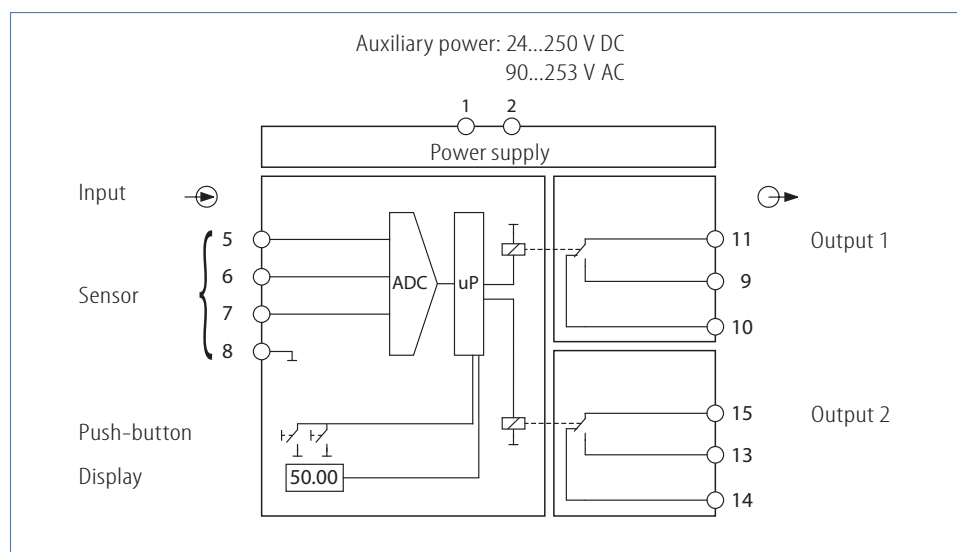 Auxiliary power: 24...250 V DC
90...253 V AC
1 2
Power supply
Input
5
11 Output 1
6
ADC uP
9
Sensor
7
10
8
15 Output 2
Push-button
13
Display
50.00
14